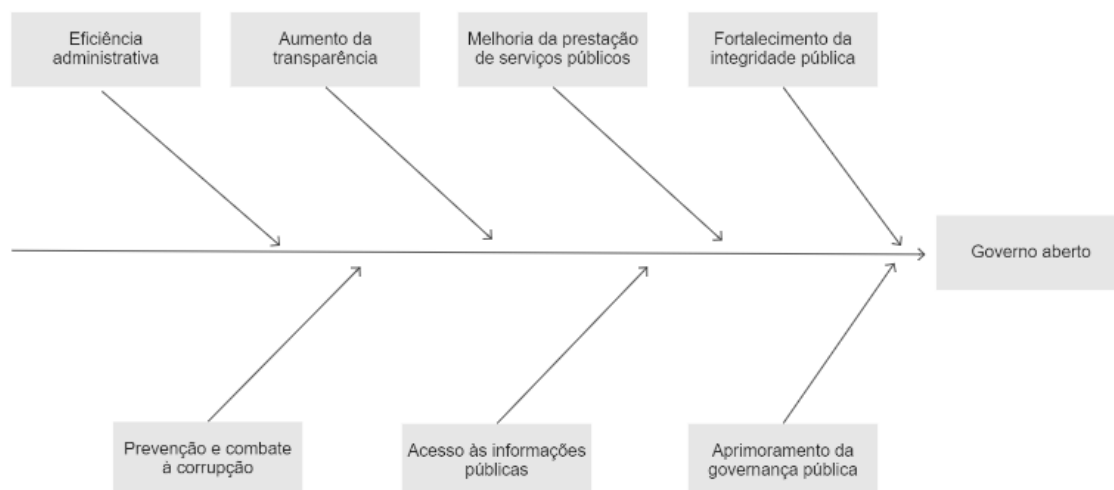 Eficiência
administrativa
Aumento da
transparência
Melhoria da prestação
de serviços públicos
Fortalecimento da
integridade pública
Governo aberto
Prevenção e combate
à corrupção
Acesso às informações
públicas
Aprimoramento da
governança pública